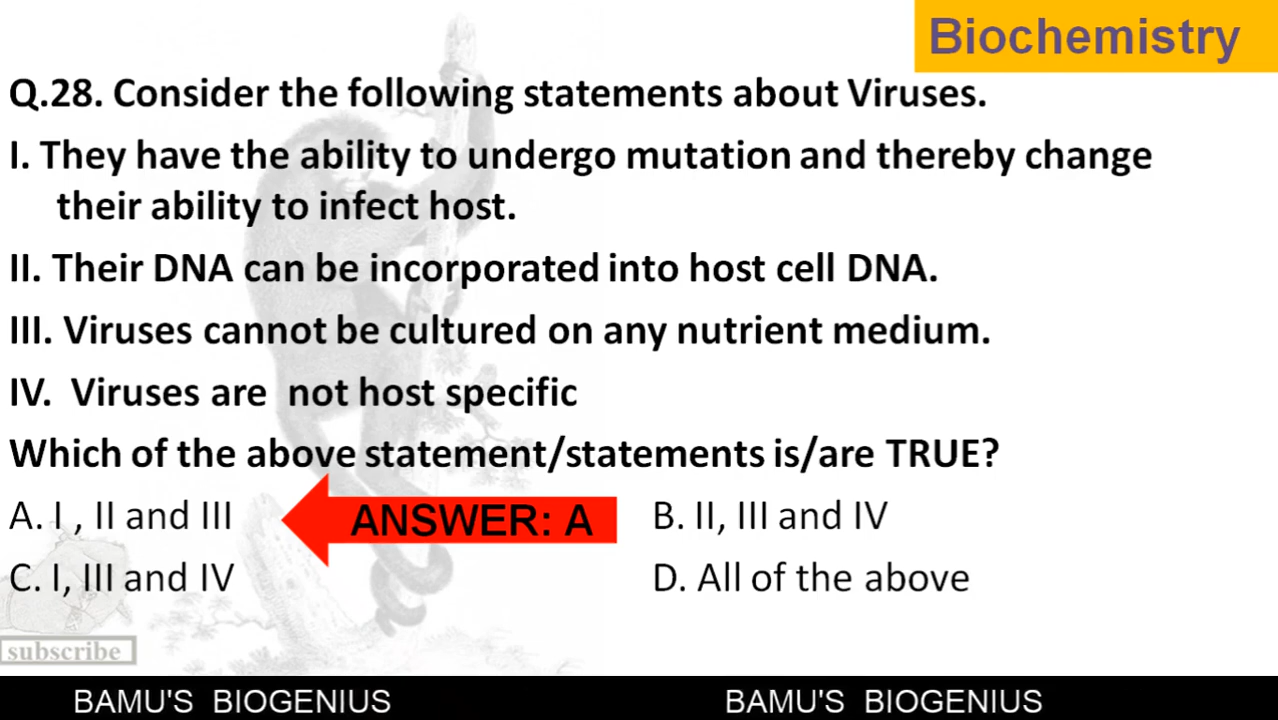 Biochemistry
Q.28. Consider the following statements about Viruses.
I. They have the ability to undergo mutation and thereby change
their ability to infect host.
II. Their DNA can be incorporated into host cell DNA.
III. Viruses cannot be cultured on any nutrient medium.
IV. Viruses are not host specific
Which of the above statement/statements is/are TRUE?
A. I , II and III
ANSWER: A
B. II, III and IV
C. I, III and IV
D. All of the above
subscribe
BAMU'S BIOGENIUS
BAMU'S BIOGENIUS